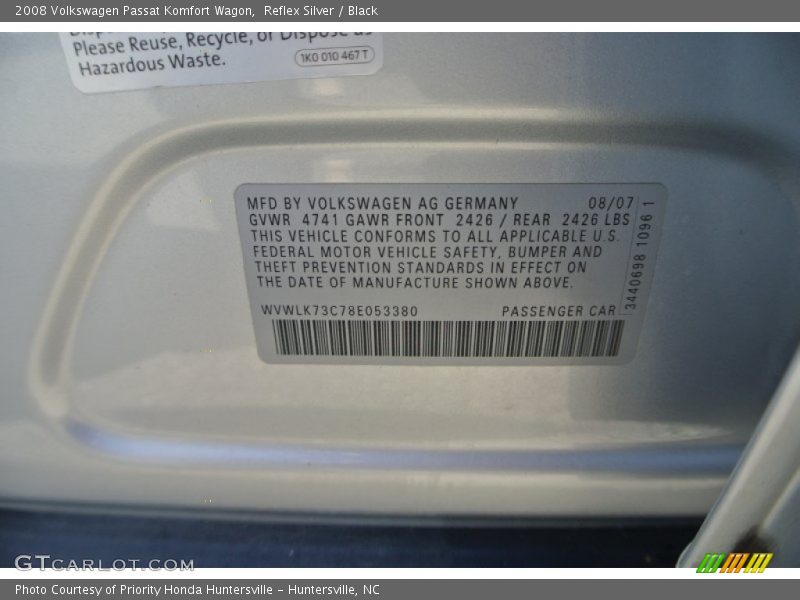 2008 Volkswagen Passat Komfort Wagon,  Reflex Silver / Black
Please Reuse, Recycle, or Dispose as
Hazardous Waste.
1K0 010 467 T
MFD BY VOLKSWAGEN AG GERMANY 08/07
GVWR 4741 GAWR FRONT 2426 / REAR 2426 LBS
THIS VEHICLE CONFORMS TO ALL APPLICABLE U.S.
FEDERAL MOTOR VEHICLE SAFETY, BUMPER AND
THEFT PREVENTION STANDARDS IN EFFECT ON
THE DATE OF MANUFACTURE SHOWN ABOVE.
WVWLK73C78E053380 PASSENGER CAR
3440698 1096 1
GTcarlot.com
Photo Courtesy of Priority Honda Huntersville – Huntersville, NC